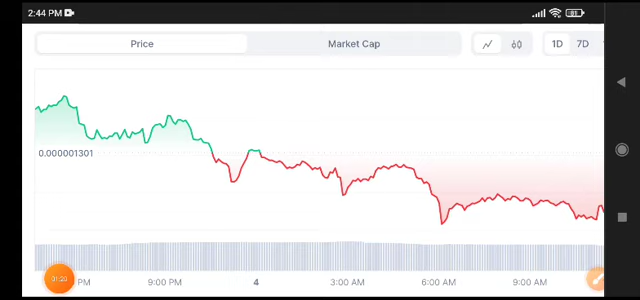 2:44 PM
81
Price
Market Cap
1D
7D
0.000001301
01:20
PM
9:00 PM
4
3:00 AM
6:00 AM
9:00 AM